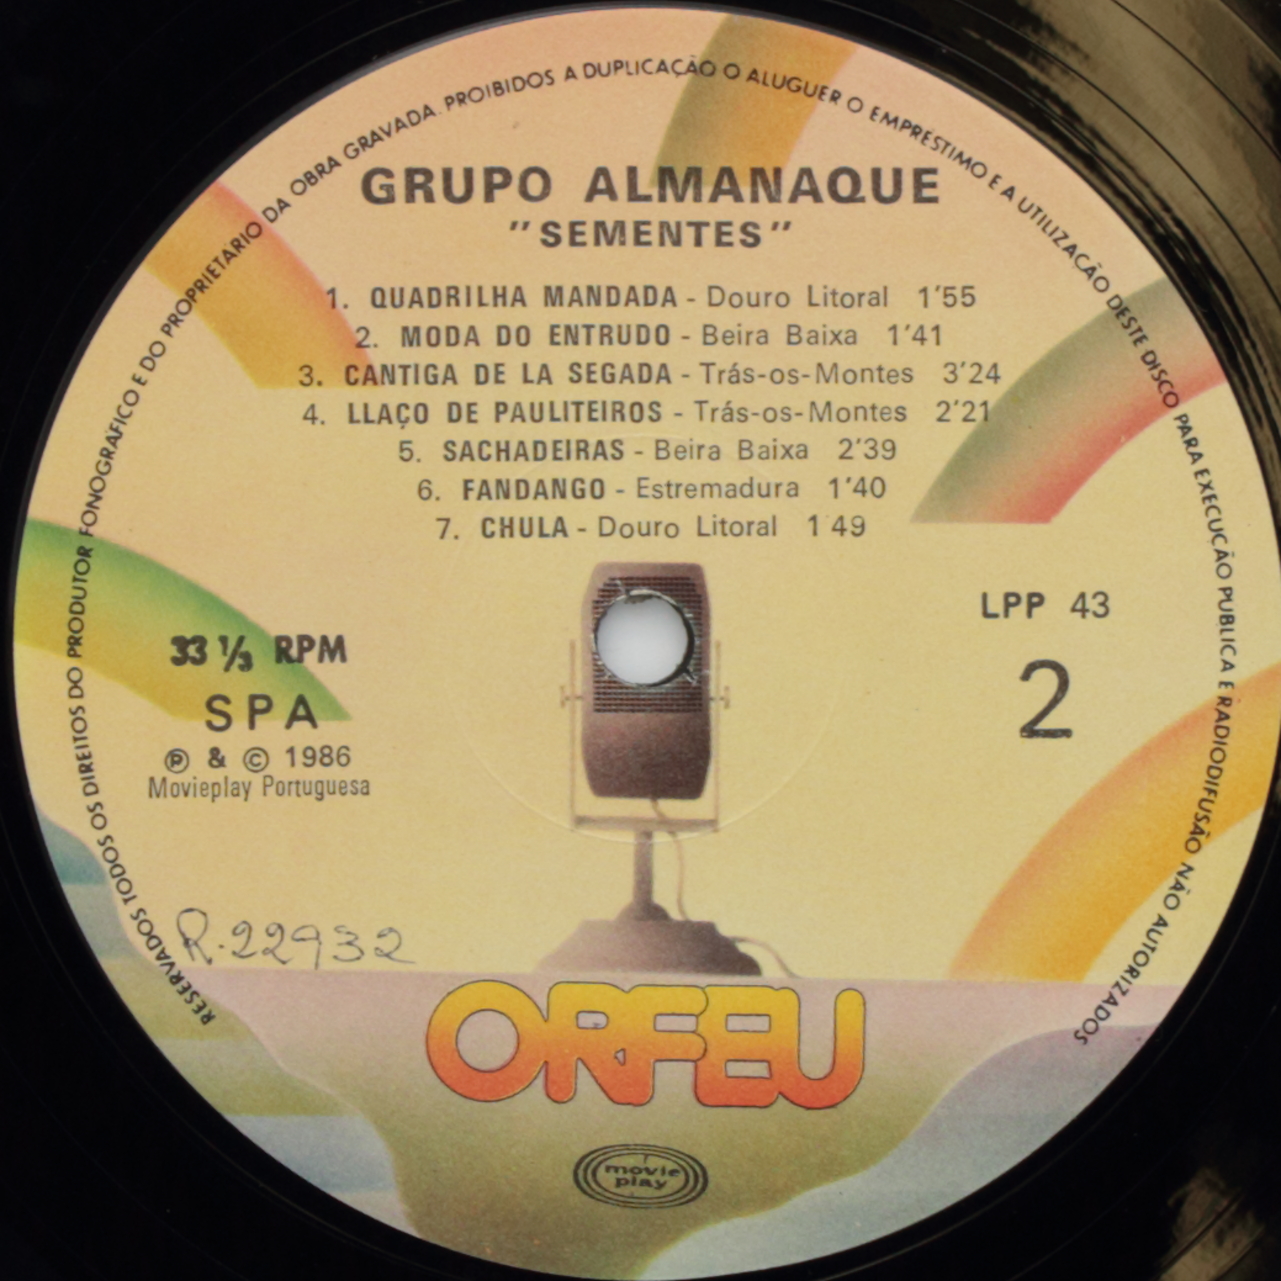 RESERVADOS TODOS OS DIREITOS DO PRODUTOR FONOGRAFICO E DO PROPRIETARIO DA OBRA GRAVADA. PROIBIDOS A DUPLICAÇÃO O ALUGUER O EMPRESTIMO E A UTILIZAÇÃO DESTE DISCO PARA EXECUÇÃO PUBLICA E RADIODIFUSÃO NÃO AUTORIZADOS
GRUPO ALMANAQUE
"SEMENTES"
1. QUADRILHA MANDADA - Douro Litoral 1'55
2. MODA DO ENTRUDO - Beira Baixa 1'41
3. CANTIGA DE LA SEGADA - Trás-os-Montes 3'24
4. LLAÇO DE PAULITEIROS - Trás-os-Montes 2'21
5. SACHADEIRAS - Beira Baixa 2'39
6. FANDANGO - Estremadura 1'40
7. CHULA - Douro Litoral 1 49
33 1/3 RPM
SPA
℗ & © 1986
Movieplay Portuguesa
LPP 43
2
R.22932
ORFEU
movie
play